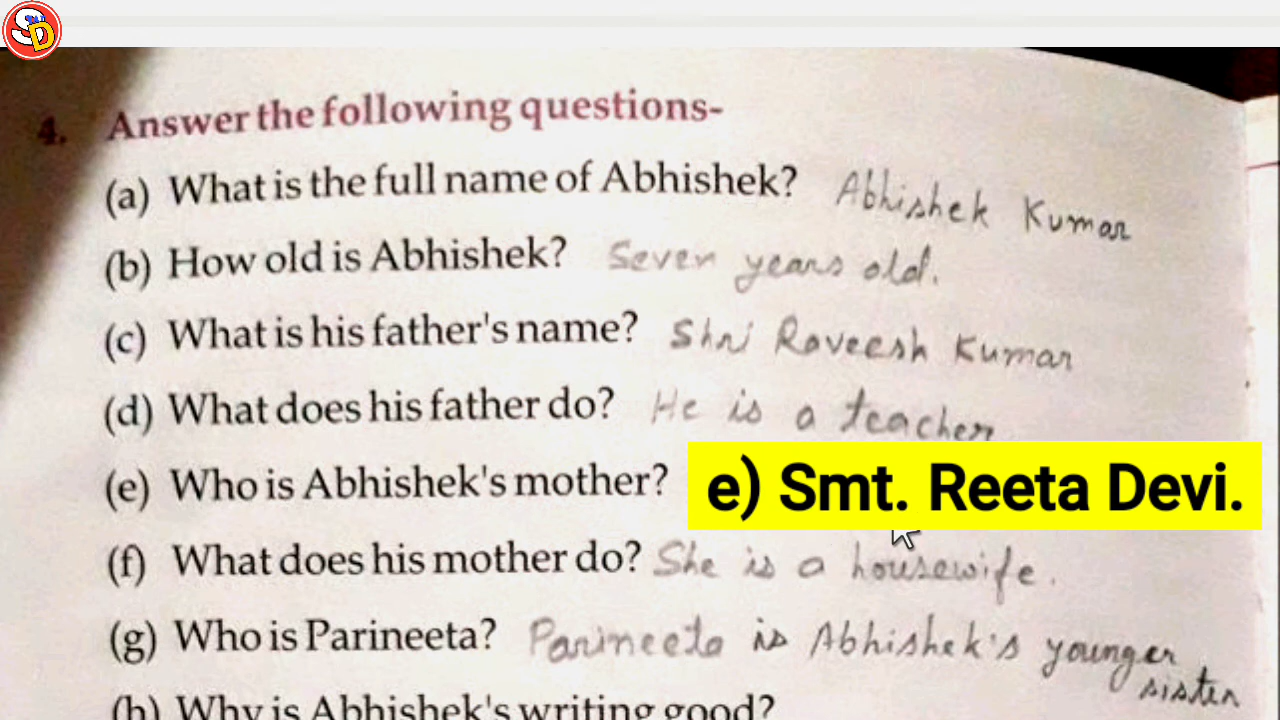 SD
4. Answer the following questions-
(a) What is the full name of Abhishek? Abhishek Kumar
(b) How old is Abhishek? Seven years old.
(c) What is his father's name? Shri Raveesh Kumar
(d) What does his father do? He is a teacher
(e) Who is Abhishek's mother? e) Smt. Reeta Devi.
(f) What does his mother do? She is a housewife.
(g) Who is Parineeta? Parineeta is Abhishek's younger
sister
(h) Why is Abhishek's writing good?